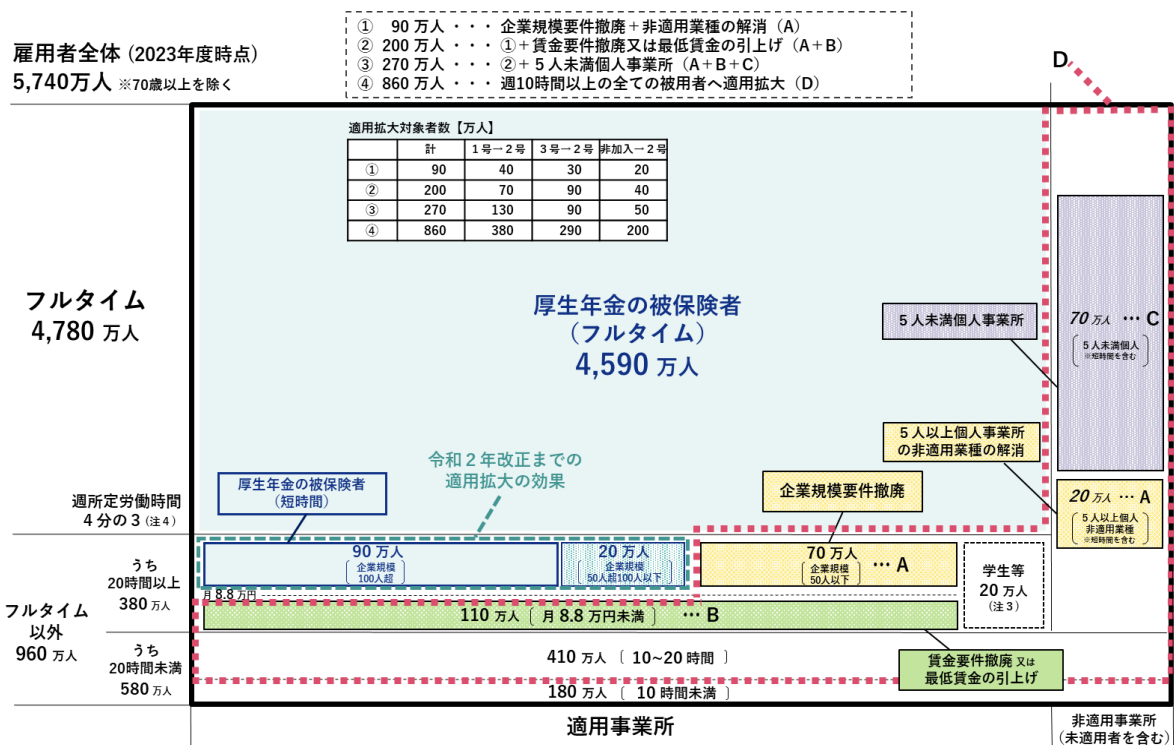 ① 90 万人 ・・・ 企業規模要件撤廃＋非適用業種の解消（A）
② 200 万人 ・・・ ①＋賃金要件撤廃又は最低賃金の引上げ（A＋B）
③ 270 万人 ・・・ ②＋５人未満個人事業所（A＋B＋C）
④ 860 万人 ・・・ 週10時間以上の全ての被用者へ適用拡大（D）
雇用者全体（2023年度時点）
5,740万人 ※70歳以上を除く
D
適用拡大対象者数【万人】
計 １号→２号 ３号→２号 非加入→２号
① 90 40 30 20
② 200 70 90 40
③ 270 130 90 50
④ 860 380 290 200
フルタイム
4,780 万人
厚生年金の被保険者
（フルタイム）
4,590 万人
５人未満個人事業所
70 万人 … C
５人未満個人
※短時間を含む
５人以上個人事業所
の非適用業種の解消
20 万人 … A
５人以上個人
非適用業種
※短時間を含む
令和２年改正までの
適用拡大の効果
厚生年金の被保険者
（短時間）
企業規模要件撤廃
週所定労働時間
４分の３（注４）
90 万人
企業規模
100人超
20 万人
企業規模
50人超100人以下
70 万人
企業規模
50人以下
… A
学生等
20 万人
（注３）
うち
20時間以上
380 万人
月 8.8 万円
110 万人〔 月 8.8 万円未満 〕 … B
フルタイム
以外
960 万人
うち
20時間未満
580 万人
410 万人〔 10~20 時間 〕
賃金要件撤廃 又は
最低賃金の引上げ
180 万人〔 10 時間未満〕
適用事業所
非適用事業所
（未適用者を含む）